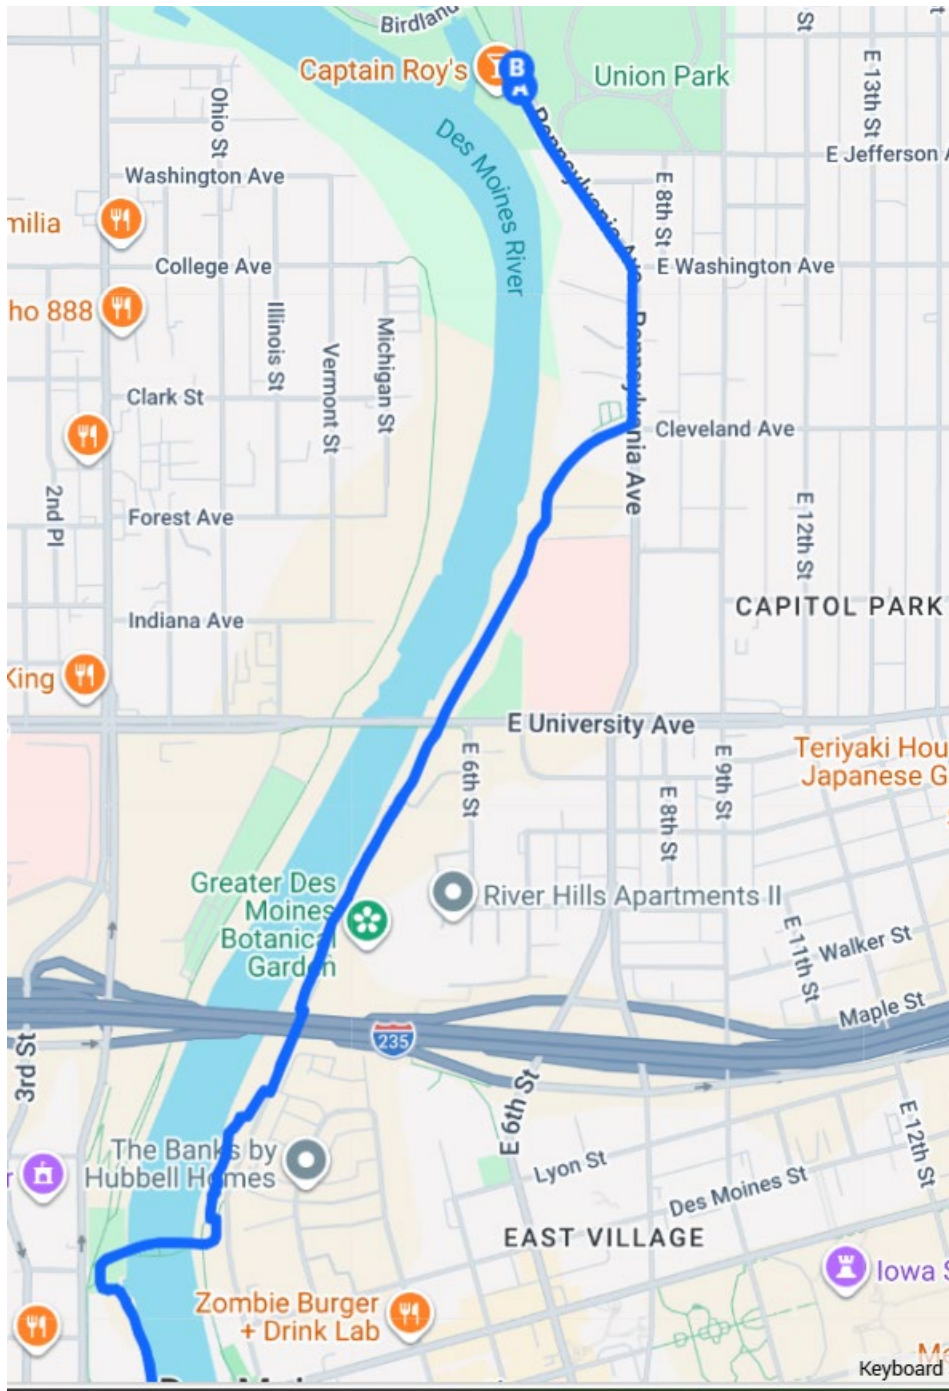 Birdland
St
Captain Roy's
B
A
Union Park
E 13th St
Ohio St
Des Moines River
Pennsylvania Ave
E Jefferson A
Washington Ave
E 8th St
milia
College Ave
E Washington Ave
ho 888
Illinois St
Michigan St
Vermont St
Pennsylvania Ave
Clark St
Cleveland Ave
2nd Pl
Forest Ave
E 12th St
CAPITOL PARK
Indiana Ave
King
E University Ave
E 6th St
E 9th St
Teriyaki Hou
Japanese G
E 8th St
Greater Des
Moines
Botanical
Garden
River Hills Apartments II
E 11th St
Walker St
Maple St
235
3rd St
E 6th St
E 12th St
The Banks by
Hubbell Homes
Lyon St
Des Moines St
EAST VILLAGE
Iowa S
Zombie Burger
+ Drink Lab
Me
Keyboard